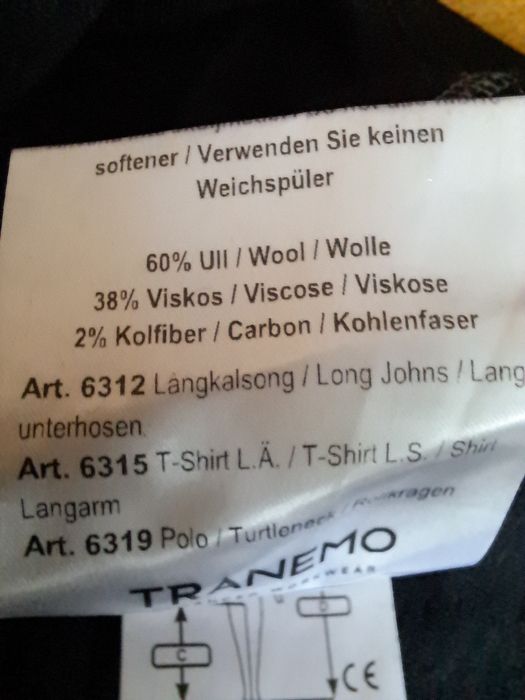 softener / Verwenden Sie keinen
Weichspüler
60% Ull / Wool / Wolle
38% Viskos / Viscose / Viskose
2% Kolfiber / Carbon / Kohlenfaser
Art. 6312 Långkalsong / Long Johns / Lang
unterhosen
Art. 6315 T-Shirt L.Ä. / T-Shirt L.S. / Shirt
Langarm
Art. 6319 Polo / Turtleneck / Rollkragen
TRANEMO
WORKWEAR
C
D
CE